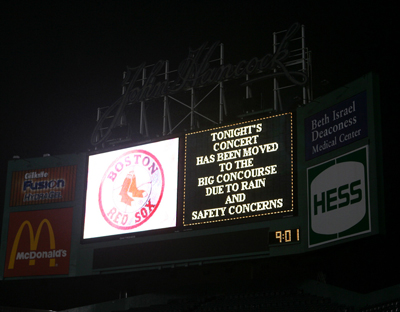 John Hancock
Gillette
Fusion
McDonald's
BOSTON
RED SOX
TONIGHT'S
CONCERT
HAS BEEN MOVED
TO THE
BIG CONCOURSE
DUE TO RAIN
AND
SAFETY CONCERNS
9:01
Beth Israel
Deaconess
Medical Center
HESS